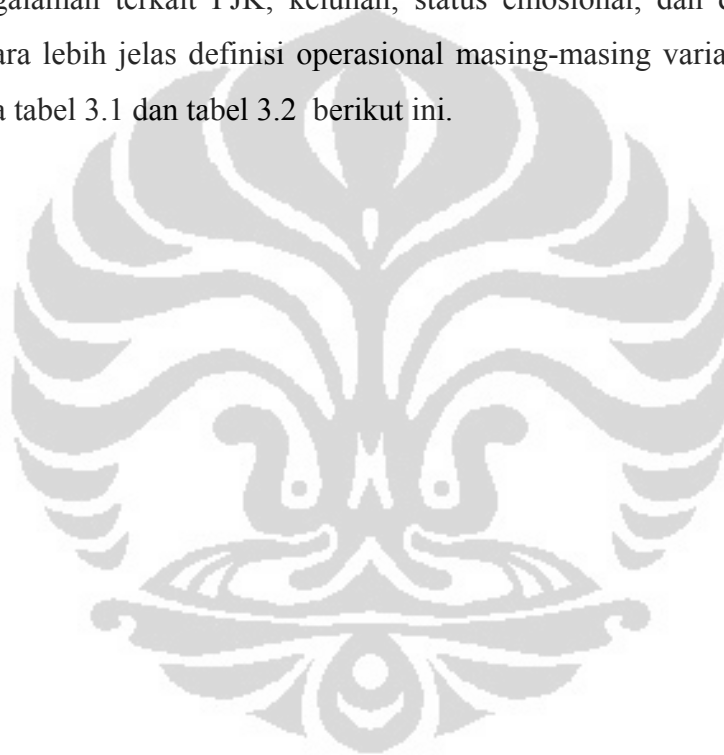 galaman terkait PJK, keluhan, status emosional, dan d
ara lebih jelas definisi operasional masing-masing varia
a tabel 3.1 dan tabel 3.2 berikut ini.